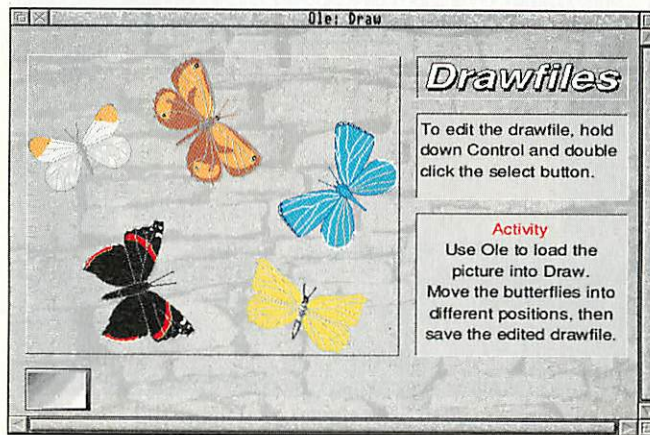 Ole: Draw
Drawfiles
To edit the drawfile, hold
down Control and double
click the select button.
Activity
Use Ole to load the
picture into Draw.
Move the butterflies into
different positions, then
save the edited drawfile.